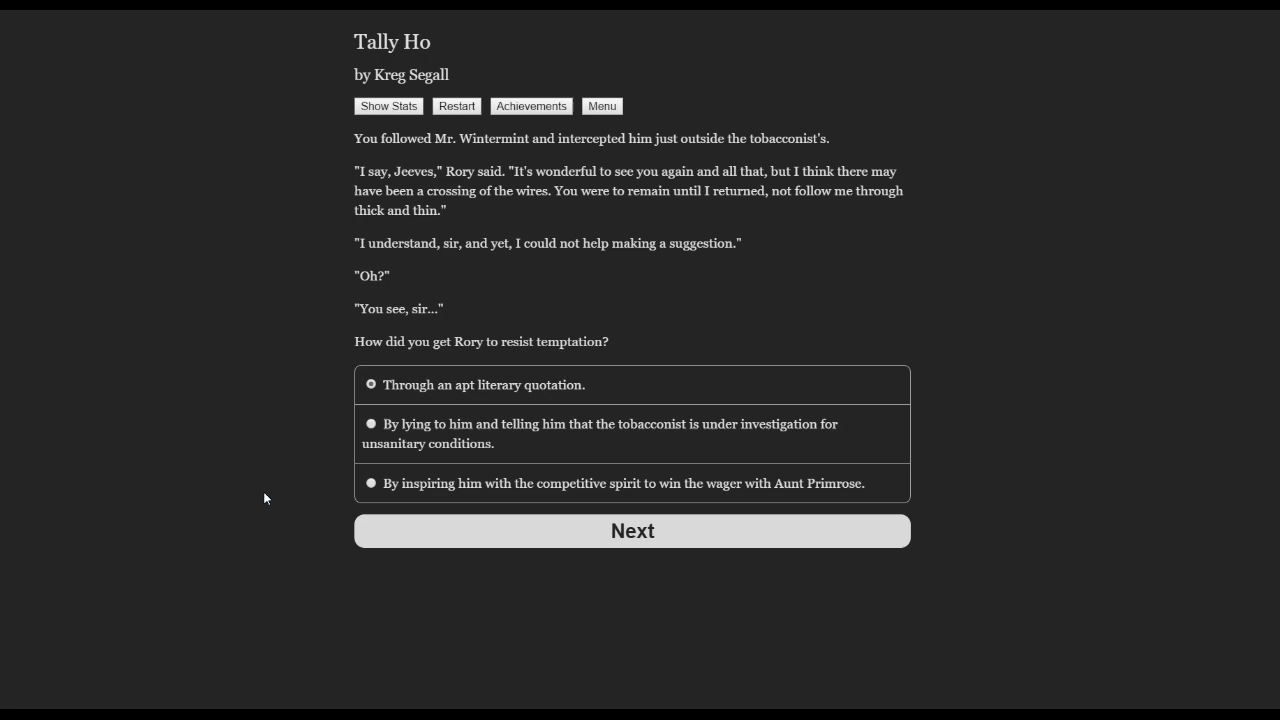 Tally Ho
by Kreg Segall
Show Stats Restart Achievements Menu
You followed Mr. Wintermint and intercepted him just outside the tobacconist's.
"I say, Jeeves," Rory said. "It's wonderful to see you again and all that, but I think there may
have been a crossing of the wires. You were to remain until I returned, not follow me through
thick and thin."
"I understand, sir, and yet, I could not help making a suggestion."
"Oh?"
"You see, sir..."
How did you get Rory to resist temptation?
Through an apt literary quotation.
By lying to him and telling him that the tobacconist is under investigation for
unsanitary conditions.
By inspiring him with the competitive spirit to win the wager with Aunt Primrose.
Next